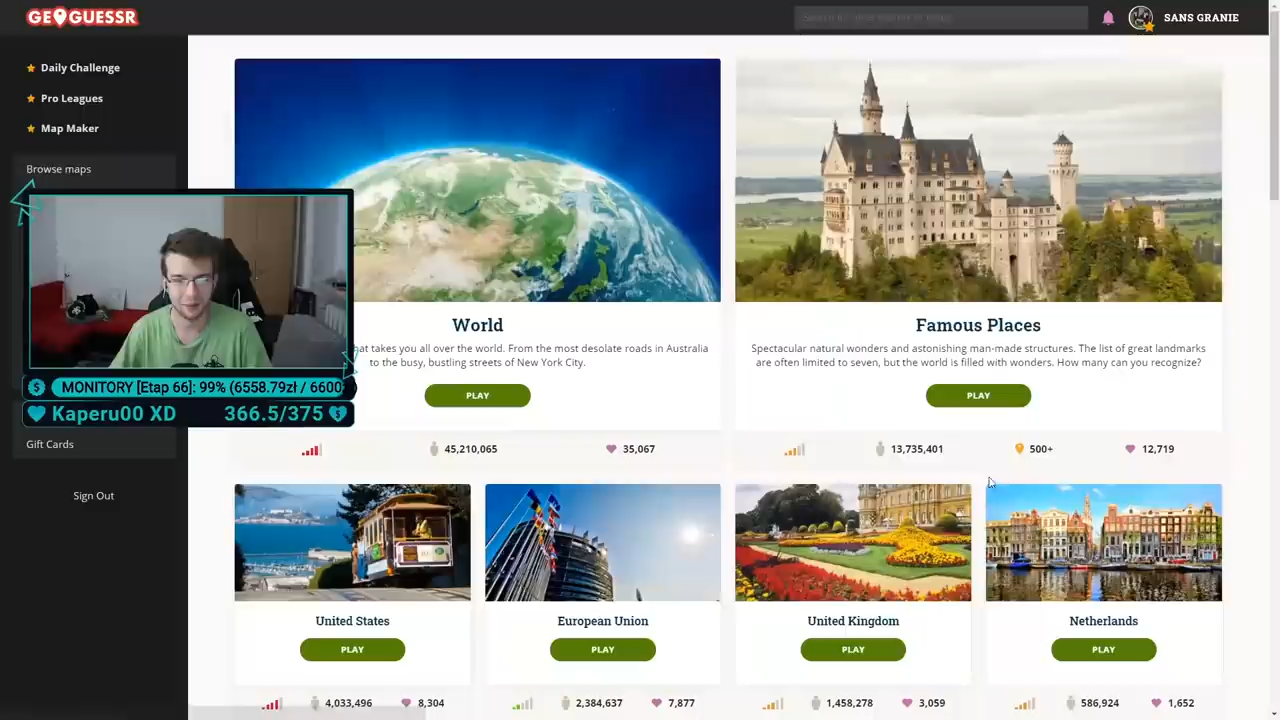 GEOGUESSR
SANS GRANIE
Daily Challenge
Pro Leagues
Map Maker
Browse maps
MONITORY [Etap 66]: 99% (6558.79zł / 6600
Kaperu00 XD 366.5/375
Gift Cards
Sign Out
World
hat takes you all over the world. From the most desolate roads in Australia
to the busy, bustling streets of New York City.
PLAY
45,210,065 35,067
Famous Places
Spectacular natural wonders and astonishing man-made structures. The list of great landmarks
are often limited to seven, but the world is filled with wonders. How many can you recognize?
PLAY
13,735,401 500+ 12,719
United States
PLAY
4,033,496 8,304
European Union
PLAY
2,384,637 7,877
United Kingdom
PLAY
1,458,278 3,059
Netherlands
PLAY
586,924 1,652